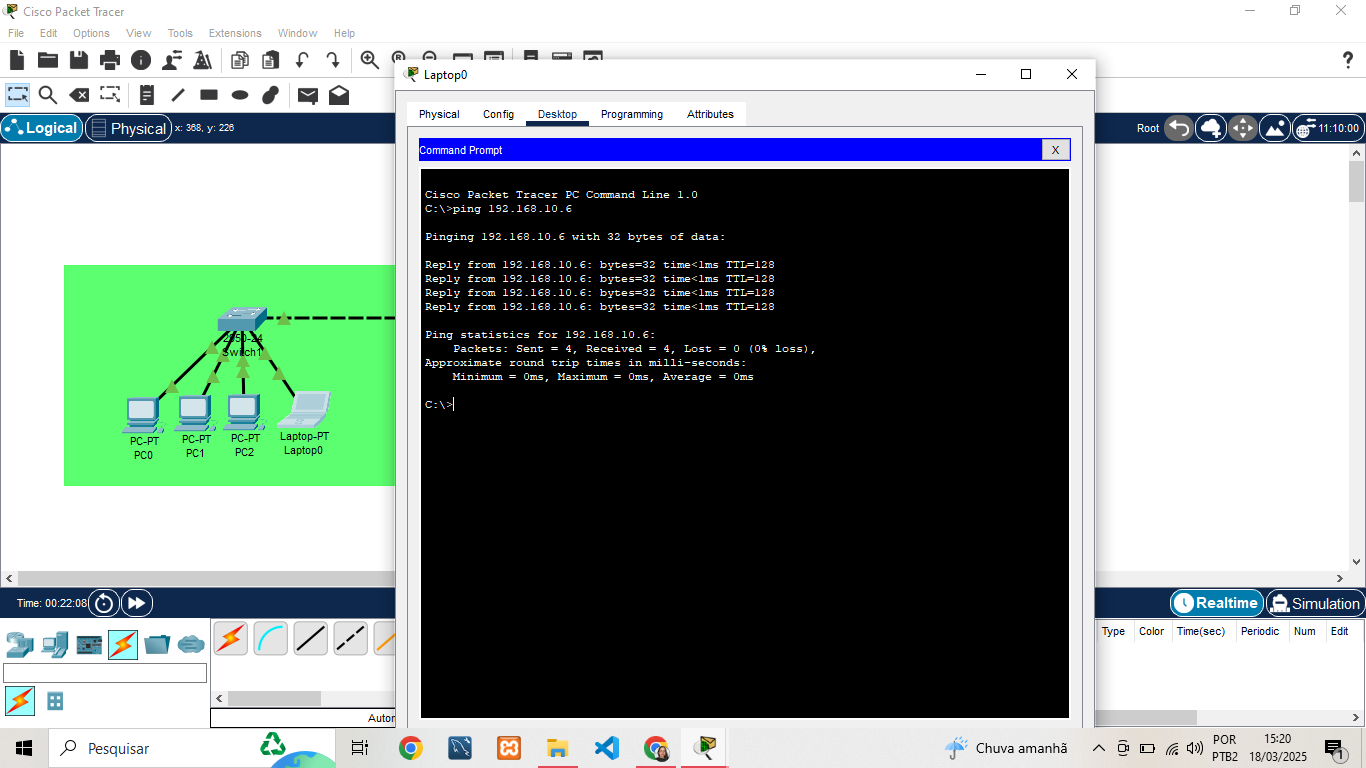 Cisco Packet Tracer
File Edit Options View Tools Extensions Window Help
?
Laptop0
Physical Config Desktop Programming Attributes
Logical Physical x: 368, y: 226
Root 11:10:00
Command Prompt X
Cisco Packet Tracer PC Command Line 1.0
C:\>ping 192.168.10.6
Pinging 192.168.10.6 with 32 bytes of data:
Reply from 192.168.10.6: bytes=32 time<1ms TTL=128
Reply from 192.168.10.6: bytes=32 time<1ms TTL=128
Reply from 192.168.10.6: bytes=32 time<1ms TTL=128
Reply from 192.168.10.6: bytes=32 time<1ms TTL=128
Ping statistics for 192.168.10.6:
Packets: Sent = 4, Received = 4, Lost = 0 (0% loss),
Approximate round trip times in milli-seconds:
Minimum = 0ms, Maximum = 0ms, Average = 0ms
C:\>
2950-24
Switch1
PC-PT
PC0
PC-PT
PC1
PC-PT
PC2
Laptop-PT
Laptop0
Time: 00:22:08
Realtime Simulation
Type Color Time(sec) Periodic Num Edit
Autor
Pesquisar
Chuva amanhã
POR
PTB2
15:20
18/03/2025
1